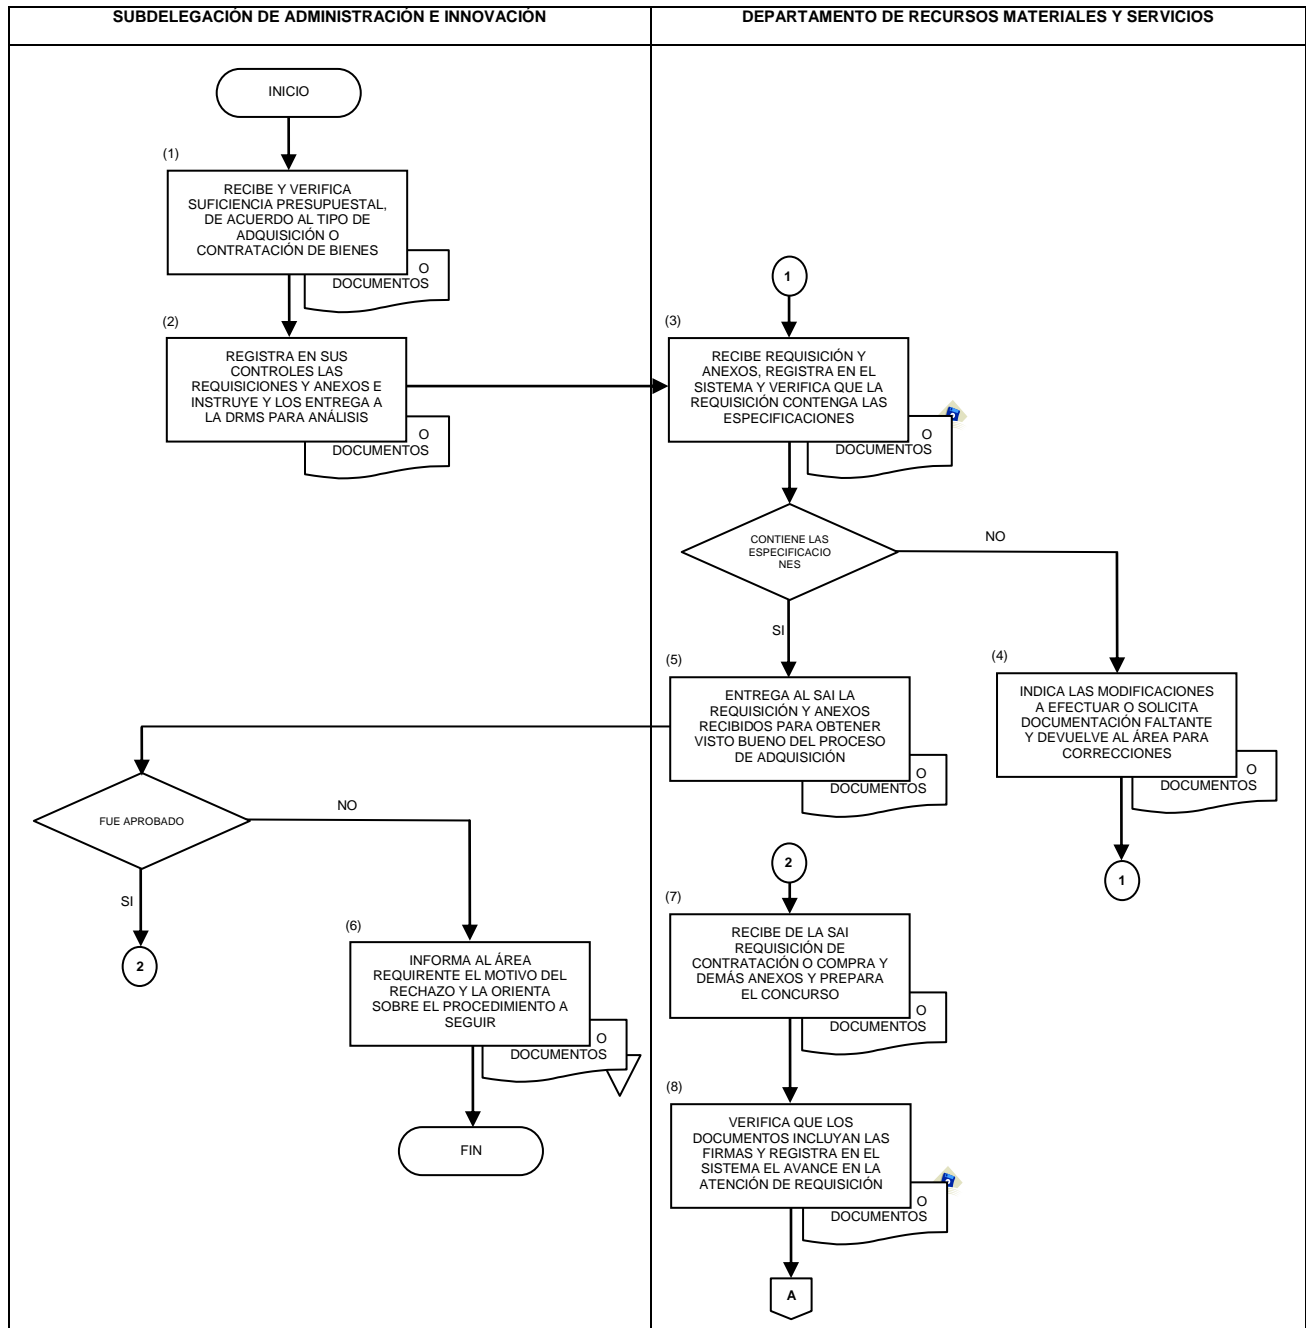 SUBDELEGACIÓN DE ADMINISTRACIÓN E INNOVACIÓN
DEPARTAMENTO DE RECURSOS MATERIALES Y SERVICIOS
INICIO
(1)
RECIBE Y VERIFICA
SUFICIENCIA PRESUPUESTAL,
DE ACUERDO AL TIPO DE
ADQUISICIÓN O
CONTRATACIÓN DE BIENES
O
DOCUMENTOS
(2)
REGISTRA EN SUS
CONTROLES LAS
REQUISICIONES Y ANEXOS E
INSTRUYE Y LOS ENTREGA A
LA DRMS PARA ANÁLISIS
O
DOCUMENTOS
1
(3)
RECIBE REQUISICIÓN Y
ANEXOS, REGISTRA EN EL
SISTEMA Y VERIFICA QUE LA
REQUISICIÓN CONTENGA LAS
ESPECIFICACIONES
O
DOCUMENTOS
CONTIENE LAS
ESPECIFICACIO
NES
NO
SI
(4)
INDICA LAS MODIFICACIONES
A EFECTUAR O SOLICITA
DOCUMENTACIÓN FALTANTE
Y DEVUELVE AL ÁREA PARA
CORRECCIONES
O
DOCUMENTOS
1
(5)
ENTREGA AL SAI LA
REQUISICIÓN Y ANEXOS
RECIBIDOS PARA OBTENER
VISTO BUENO DEL PROCESO
DE ADQUISICIÓN
O
DOCUMENTOS
FUE APROBADO
NO
SI
2
(6)
INFORMA AL ÁREA
REQUIRENTE EL MOTIVO DEL
RECHAZO Y LA ORIENTA
SOBRE EL PROCEDIMIENTO A
SEGUIR
O
DOCUMENTOS
FIN
2
(7)
RECIBE DE LA SAI
REQUISICIÓN DE
CONTRATACIÓN O COMPRA Y
DEMÁS ANEXOS Y PREPARA
EL CONCURSO
O
DOCUMENTOS
(8)
VERIFICA QUE LOS
DOCUMENTOS INCLUYAN LAS
FIRMAS Y REGISTRA EN EL
SISTEMA EL AVANCE EN LA
ATENCIÓN DE REQUISICIÓN
O
DOCUMENTOS
A